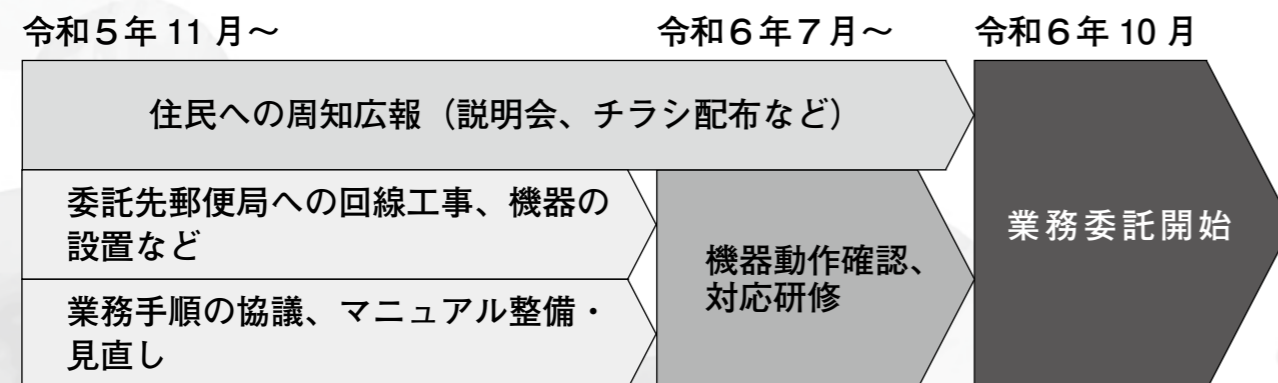 令和5年11月～
令和6年7月～
令和6年10月
住民への周知広報（説明会、チラシ配布など）
委託先郵便局への回線工事、機器の
設置など
業務手順の協議、マニュアル整備・
見直し
機器動作確認、
対応研修
業務委託開始